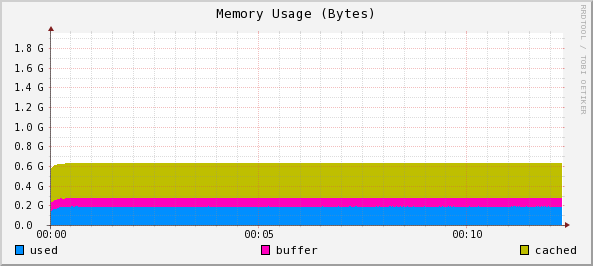 Memory Usage (Bytes)
RRDTOOL / TOBI OETIKER
1.8 G
1.6 G
1.4 G
1.2 G
1.0 G
0.8 G
0.6 G
0.4 G
0.2 G
0.0
00:00 00:05 00:10
used buffer cached